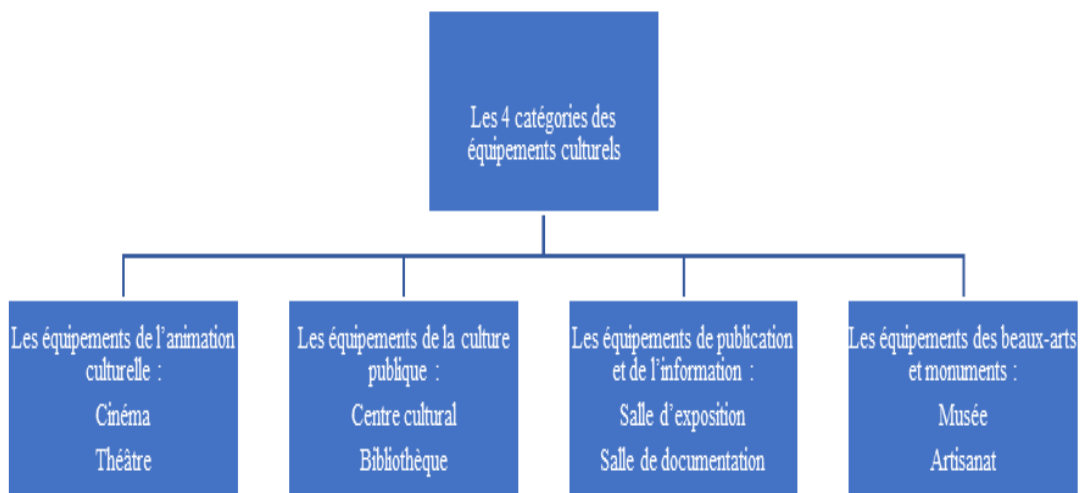 Les 4 catégories des
équipements culturels
Les équipements de l’animation
culturelle :
Cinéma
Théâtre
Les équipements de la culture
publique :
Centre cultural
Bibliothèque
Les équipements de publication
et de l’information :
Salle d’exposition
Salle de documentation
Les équipements des beaux-arts
et monuments :
Musée
Artisanat